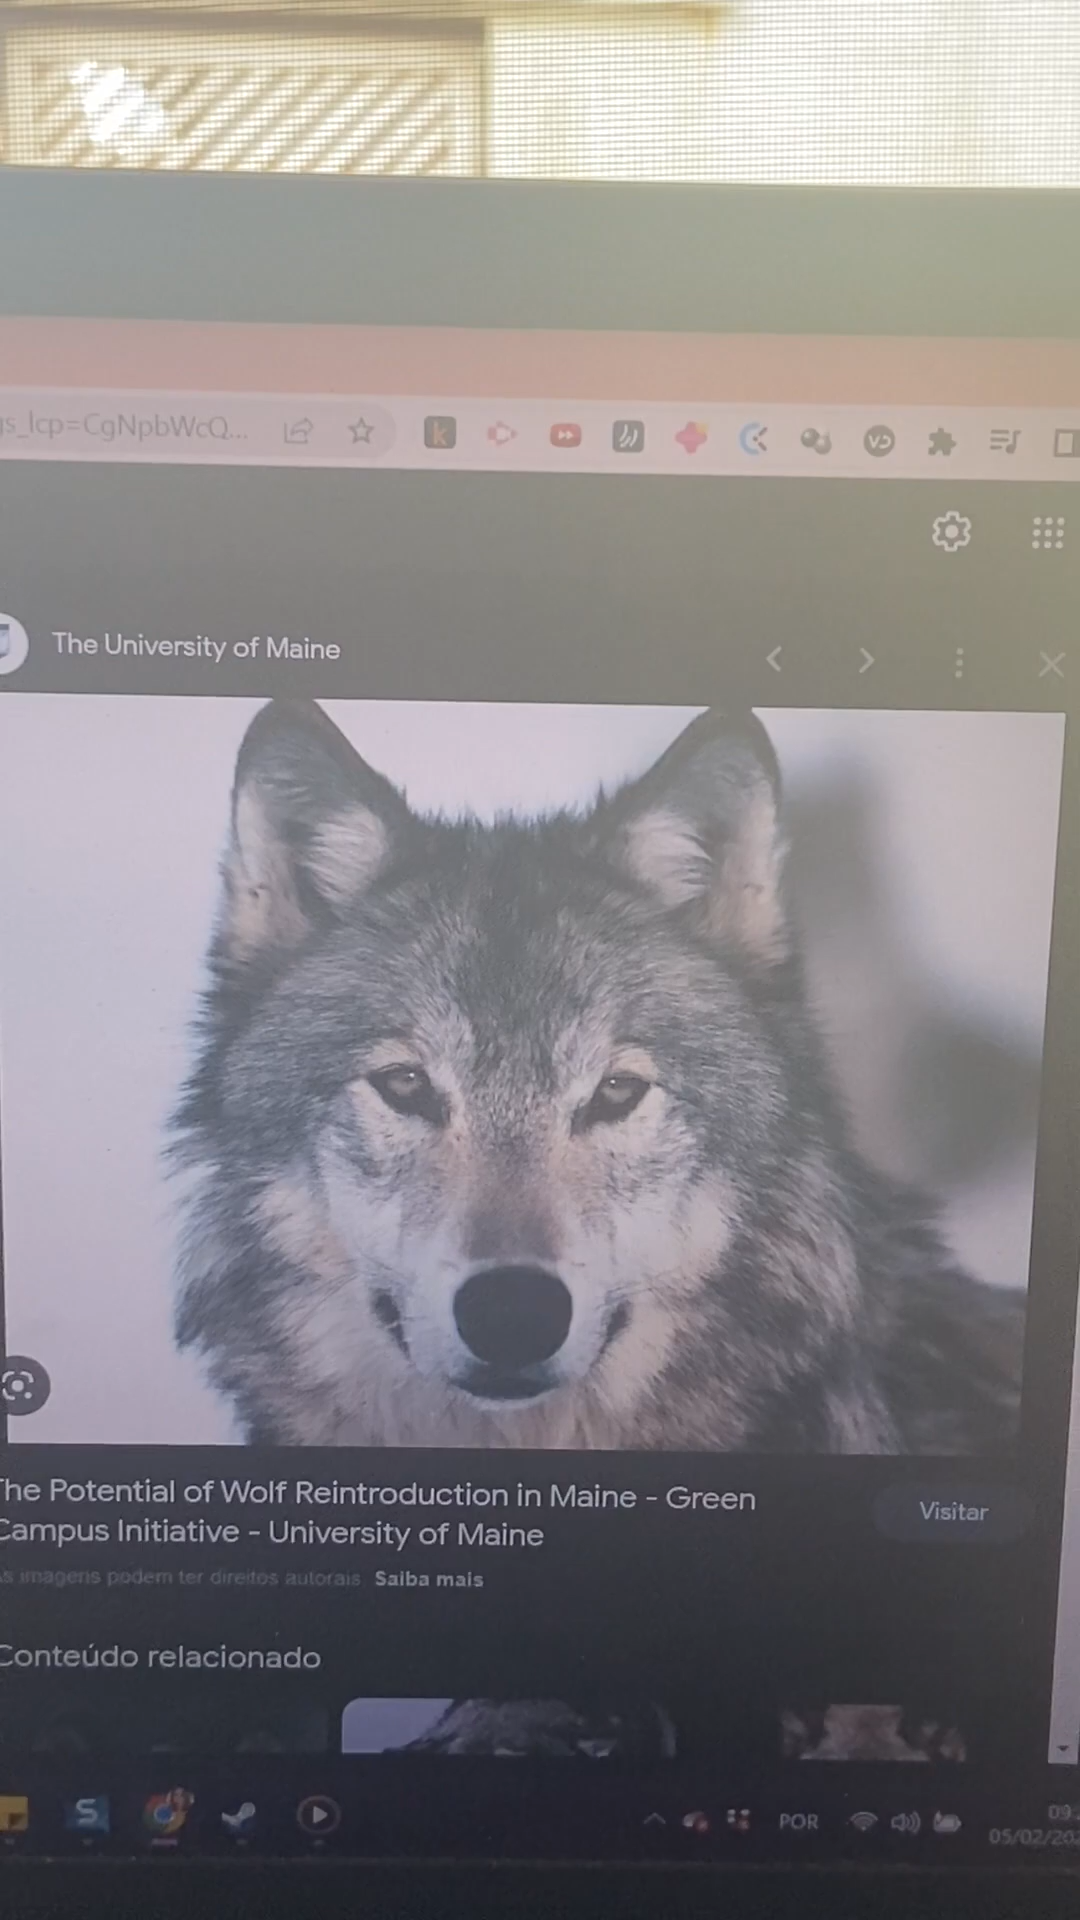 s_lcp=CgNpbWcQ...
The University of Maine
he Potential of Wolf Reintroduction in Maine - Green
Campus Initiative - University of Maine
Visitar
s imagens podem ter direitos autorais Saiba mais
Conteúdo relacionado
POR
09:
05/02/202